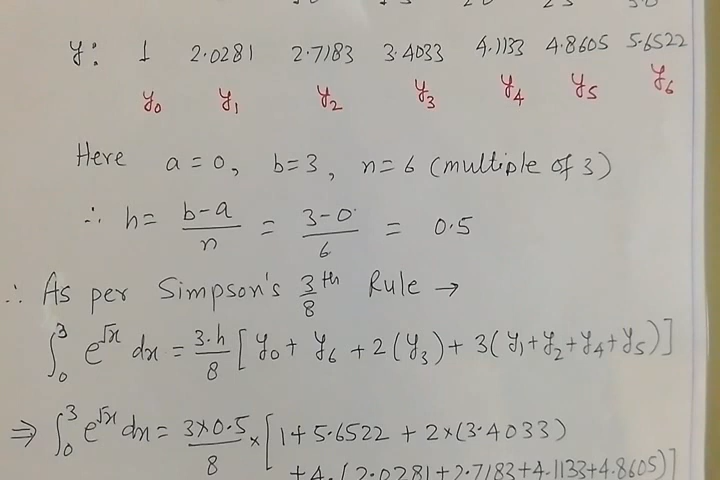 y: 1 2.0281 2.7183 3.4033 4.1133 4.8605 5.6522
y₀ y₁ y₂ y₃ y₄ y₅ y₆
Here a = 0, b = 3, n = 6 (multiple of 3)
∴ h = (b-a)/n = (3-0)/6 = 0.5
∴ As per Simpson's 3/8 th Rule →
∫₀³ e^√x dx = 3.h/8 [y₀ + y₆ + 2(y₃) + 3(y₁+y₂+y₄+y₅)]
⇒ ∫₀³ e^√x dx = 3×0.5/8 × [1 + 5.6522 + 2×(3.4033)
+ 4.(2.0281+2.7183+4.1133+4.8605)]